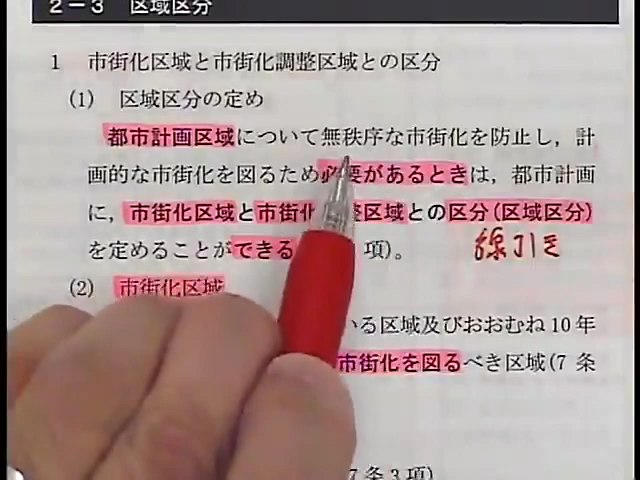 2－3 区域区分
1 市街化区域と市街化調整区域との区分
(1) 区域区分の定め
都市計画区域について無秩序な市街化を防止し，計
画的な市街化を図るため必要があるときは，都市計画
に，市街化区域と市街化 整区域との区分(区域区分)
を定めることができる 項)。 線引き
(2) 市街化区域
いる区域及びおおむね10年
市街化を図るべき区域(7条
7条3項)